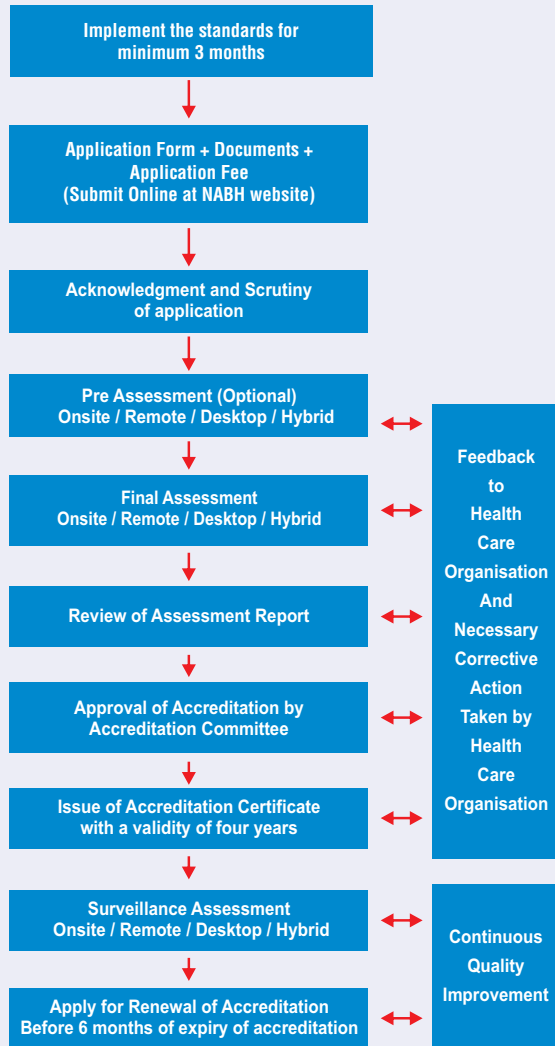 Implement the standards for
minimum 3 months
Application Form + Documents +
Application Fee
(Submit Online at NABH website)
Acknowledgment and Scrutiny
of application
Pre Assessment (Optional)
Onsite / Remote / Desktop / Hybrid
Final Assessment
Onsite / Remote / Desktop / Hybrid
Review of Assessment Report
Approval of Accreditation by
Accreditation Committee
Issue of Accreditation Certificate
with a validity of four years
Feedback
to
Health
Care
Organisation
And
Necessary
Corrective
Action
Taken by
Health
Care
Organisation
Surveillance Assessment
Onsite / Remote / Desktop / Hybrid
Apply for Renewal of Accreditation
Before 6 months of expiry of accreditation
Continuous
Quality
Improvement